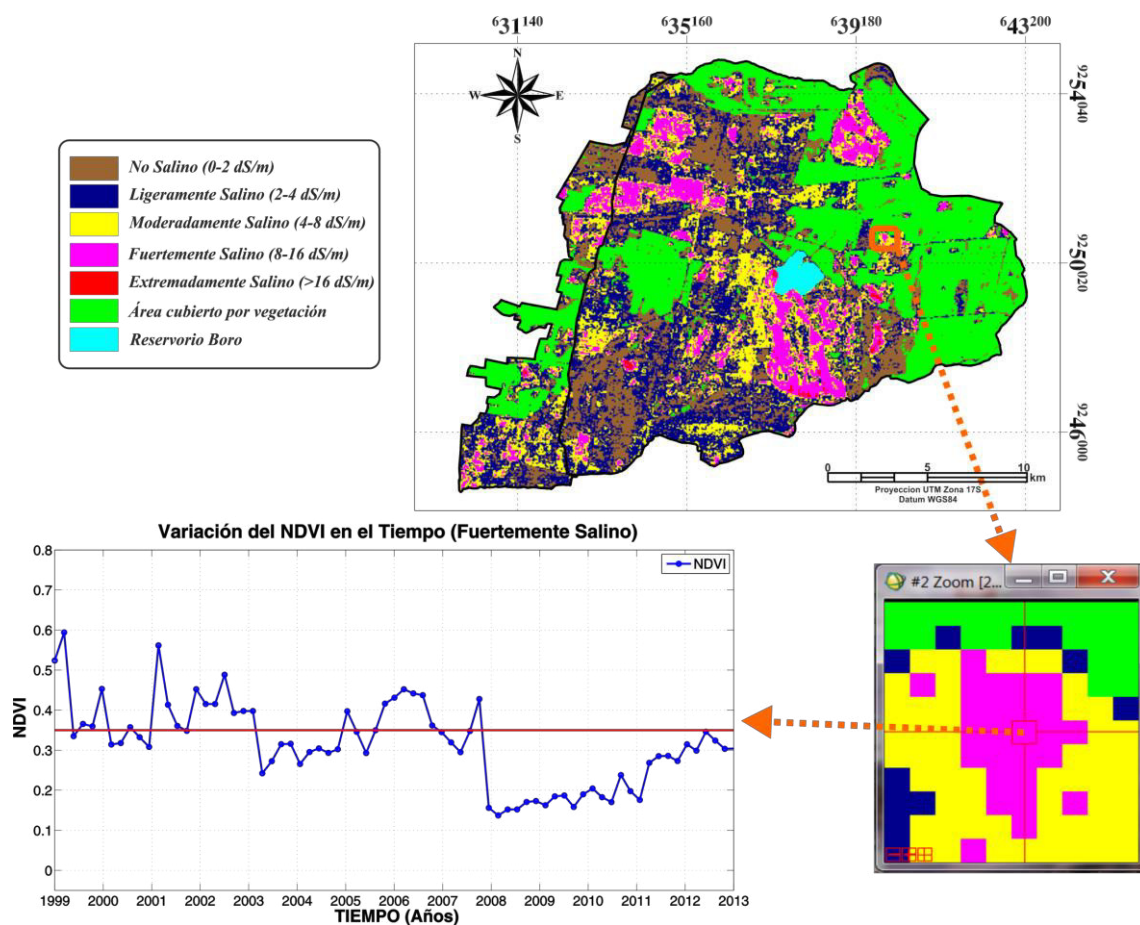 ⁶31¹⁴⁰ ⁶35¹⁶⁰ ⁶39¹⁸⁰ ⁶43²⁰⁰
N
W E
S
⁹²54⁰⁴⁰
⁹²50⁰²⁰
⁹²46⁰⁰⁰
No Salino (0-2 dS/m)
Ligeramente Salino (2-4 dS/m)
Moderadamente Salino (4-8 dS/m)
Fuertemente Salino (8-16 dS/m)
Extremadamente Salino (>16 dS/m)
Área cubierto por vegetación
Reservorio Boro
0 5 10
km
Proyeccion UTM Zona 17S
Datum WGS84
Variación del NDVI en el Tiempo (Fuertemente Salino)
NDVI
NDVI
0.8
0.7
0.6
0.5
0.4
0.3
0.2
0.1
0
1999 2000 2001 2002 2003 2004 2005 2006 2007 2008 2009 2010 2011 2012 2013
TIEMPO (Años)
#2 Zoom [2...